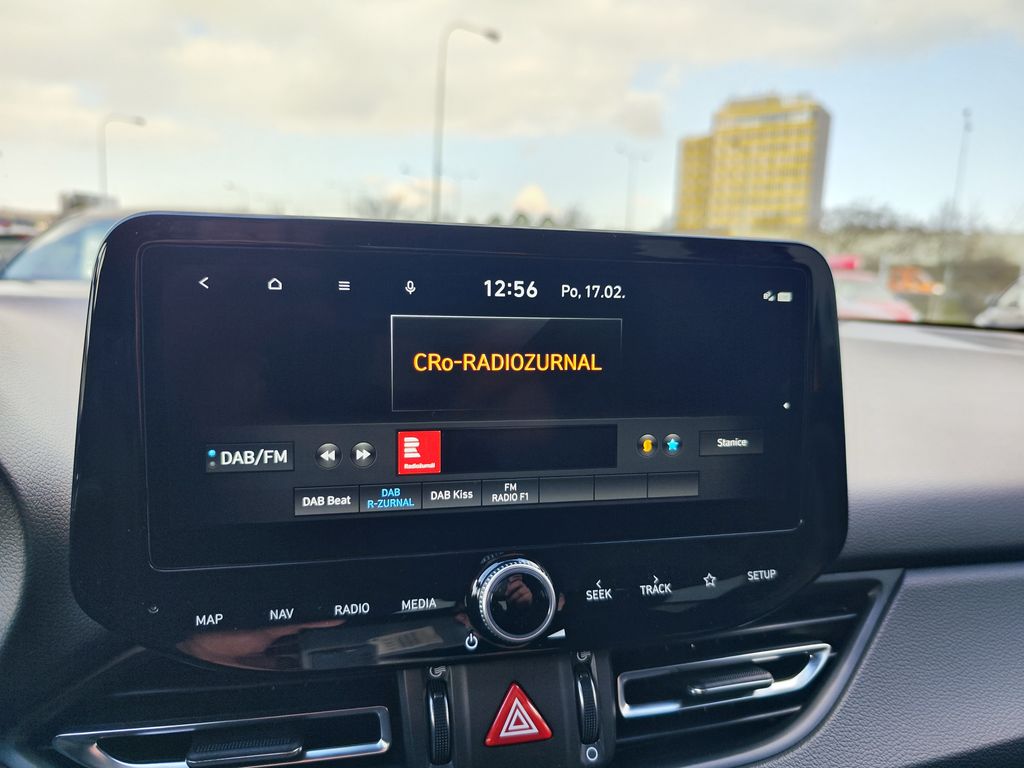 12:56 Po, 17.02.
CRo-RADIOZURNAL
DAB/FM
Radiožurnál
Stanice
DAB Beat
DAB
R-ZURNAL
DAB Kiss
FM
RADIO F1
MAP
NAV
RADIO
MEDIA
SEEK
TRACK
SETUP